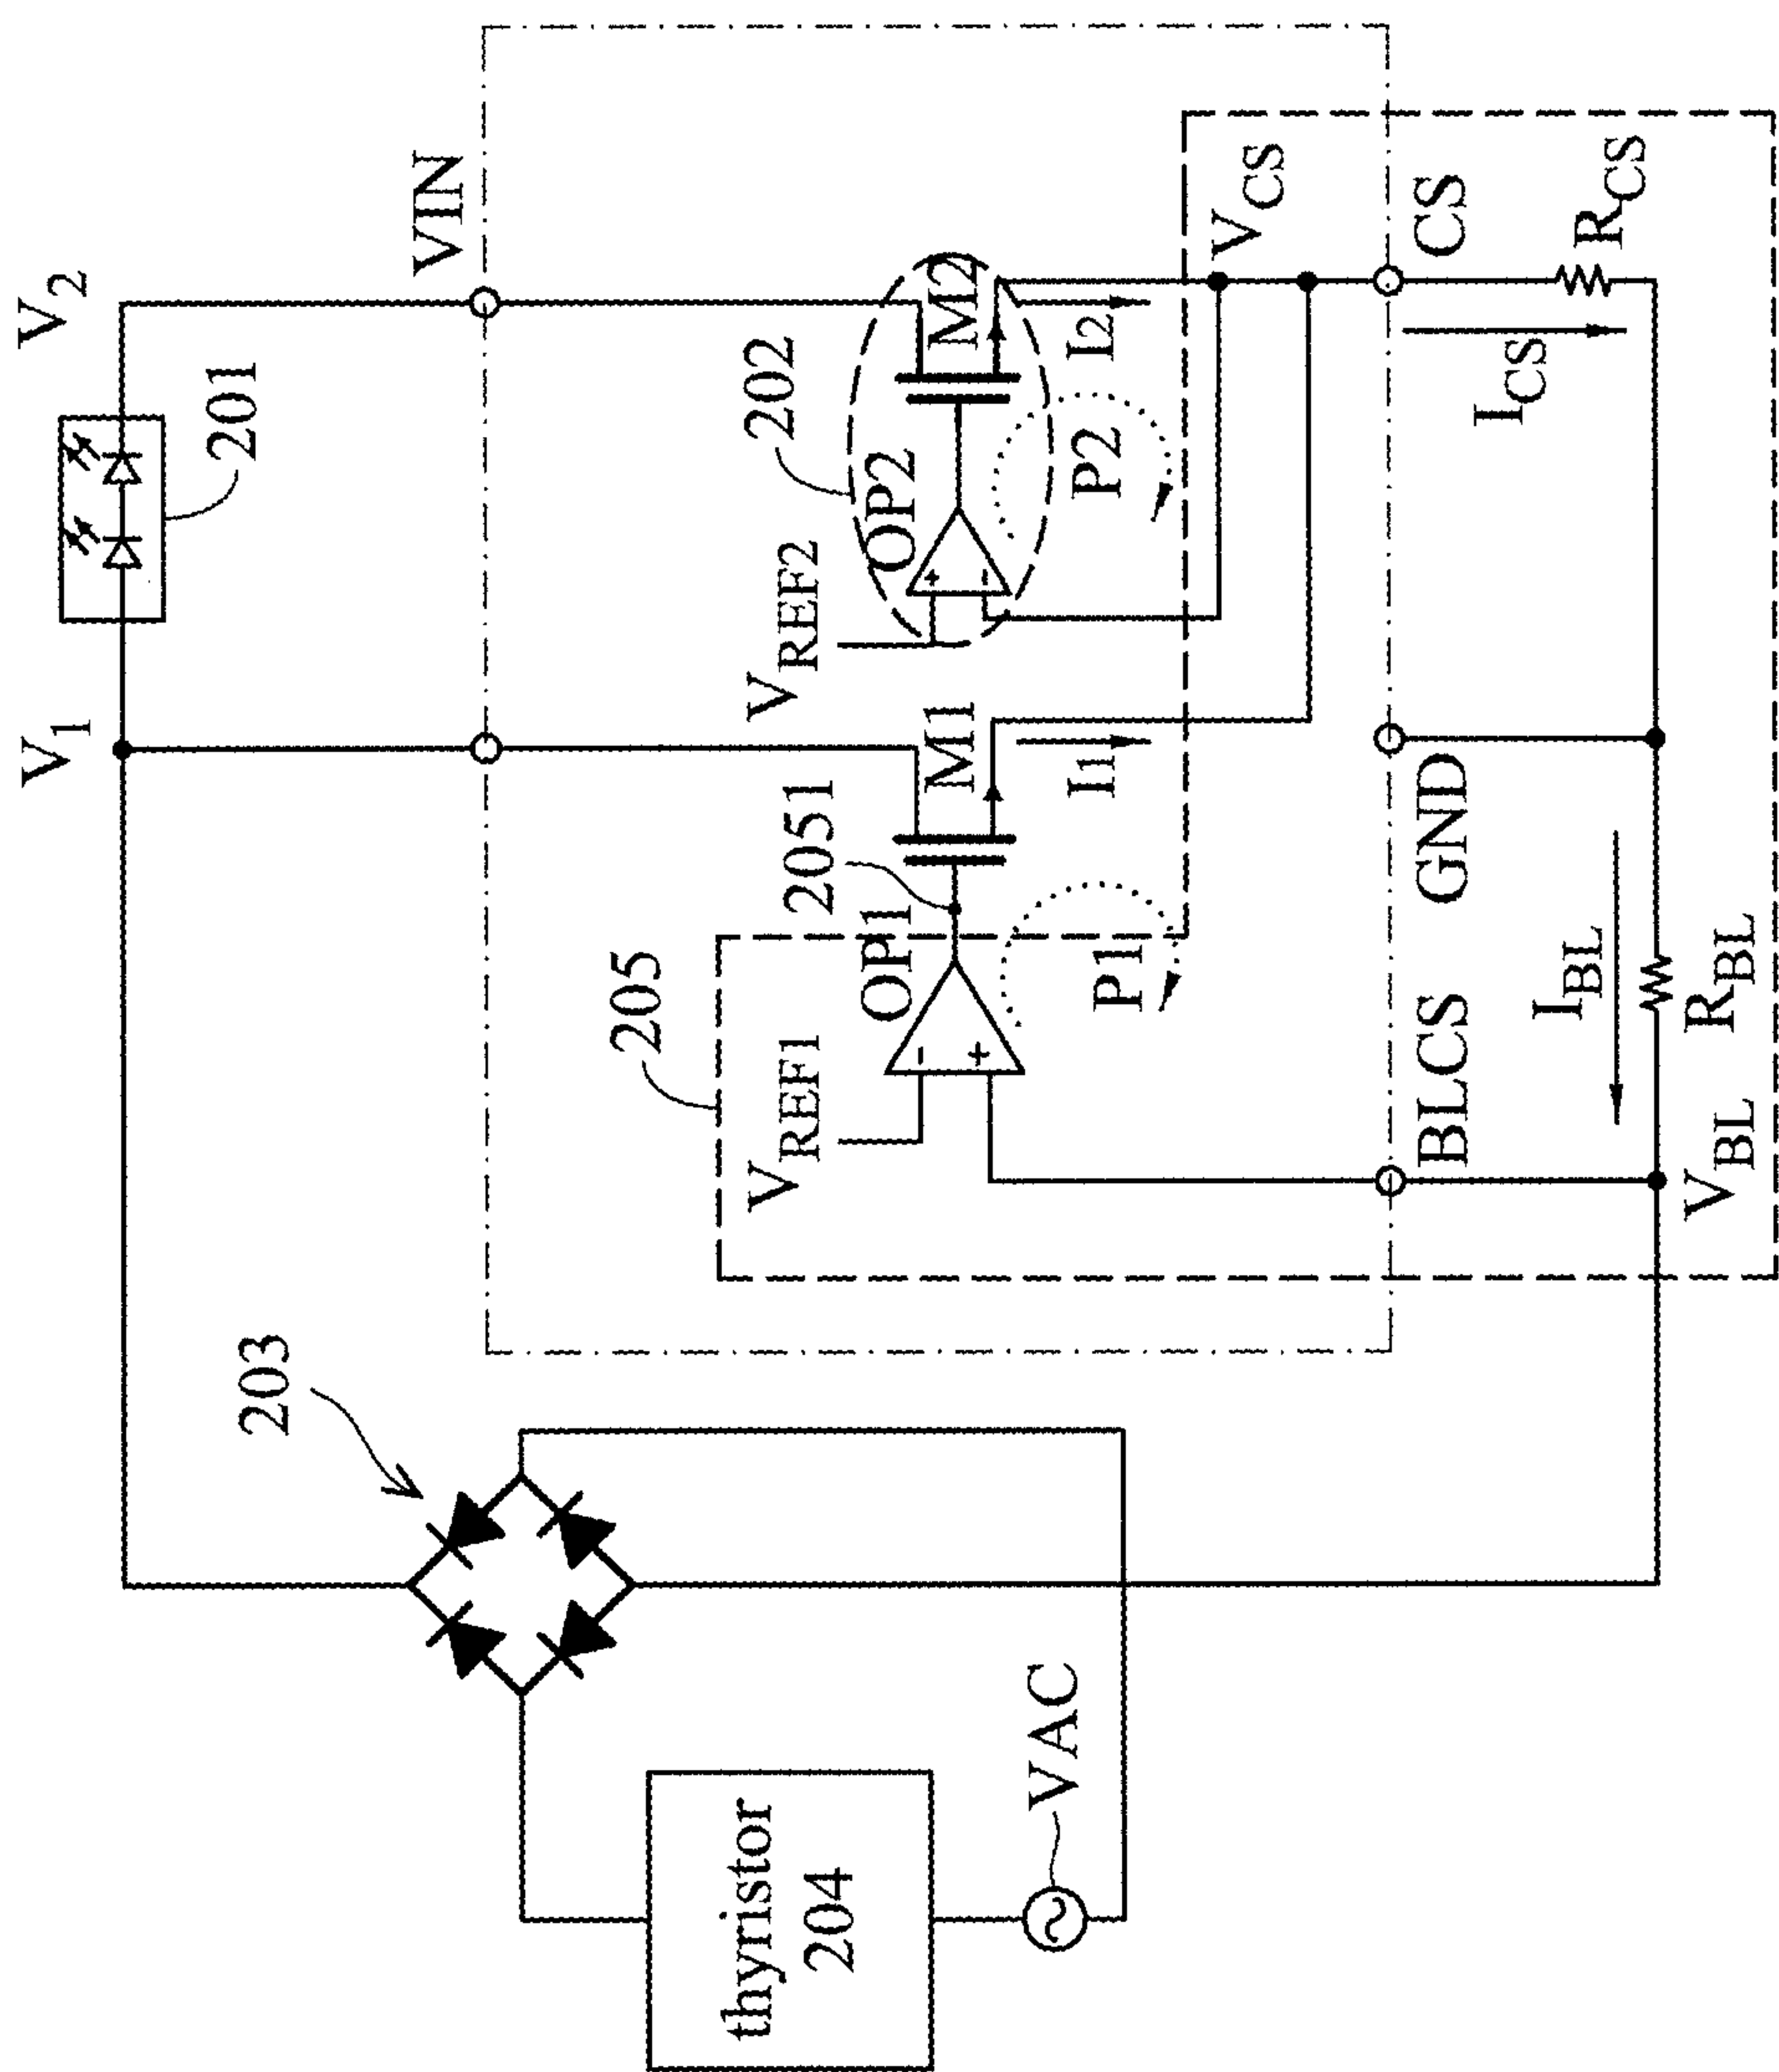 V1
V2
201
VIN
203
202
VREF2
OP2
M2
205
2051
VREF1
OP1
M1
I1
I2
P1
P2
VCS
thyristor
204
VAC
BLCS
GND
CS
IBL
ICS
RCS
VBL
RBL